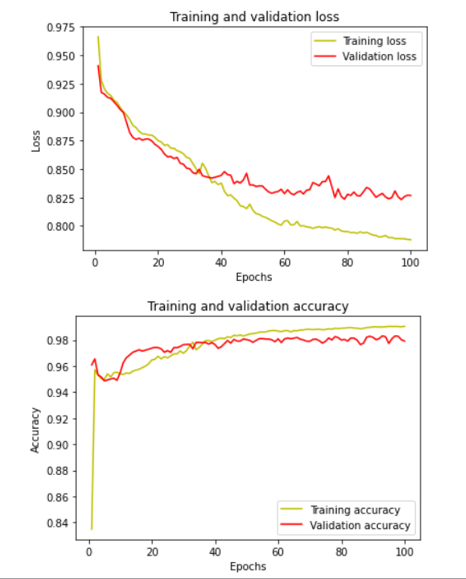 Training and validation loss
0.975
0.950
0.925
0.900
0.875
0.850
0.825
0.800
Loss
Training loss
Validation loss
0 20 40 60 80 100
Epochs
Training and validation accuracy
0.98
0.96
0.94
0.92
0.90
0.88
0.86
0.84
Accuracy
Training accuracy
Validation accuracy
0 20 40 60 80 100
Epochs